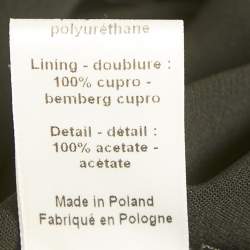 polyuréthane
Lining - doublure :
100% cupro -
bemberg cupro
Detail - détail :
100% acetate -
acétate
Made in Poland
Fabriqué en Pologne